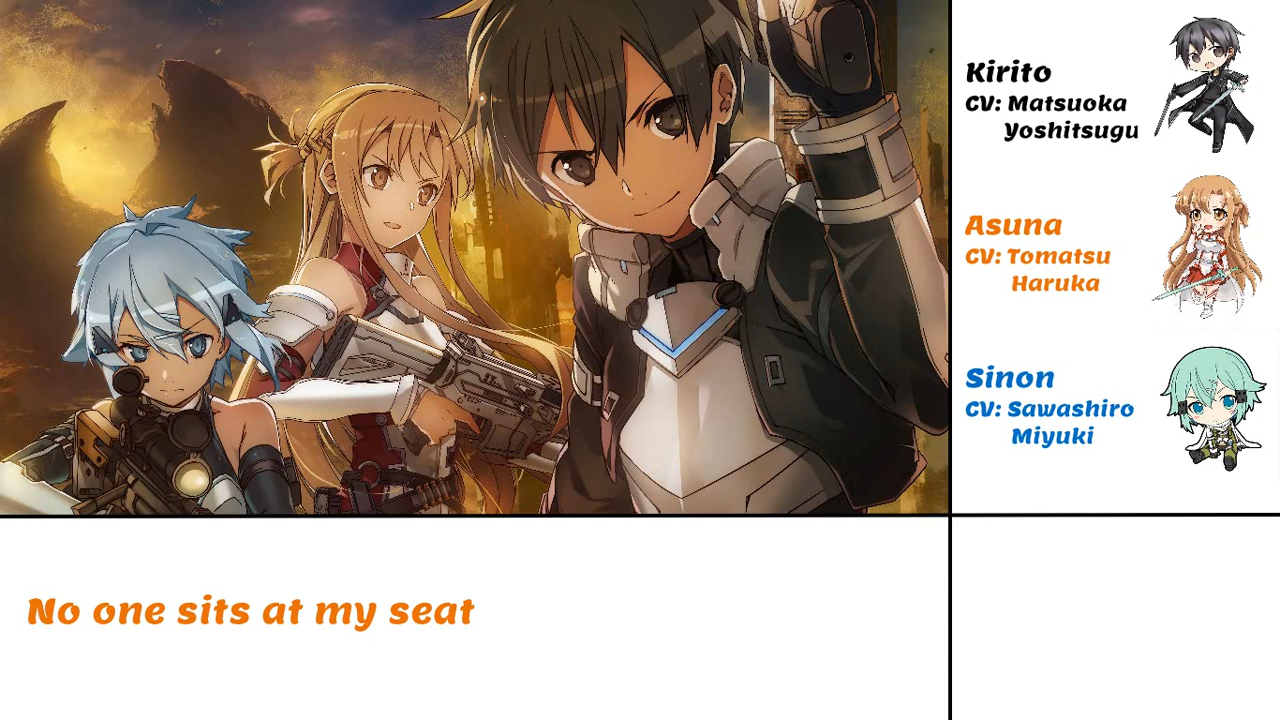 Kirito
CV: Matsuoka
Yoshitsugu
Asuna
CV: Tomatsu
Haruka
Sinon
CV: Sawashiro
Miyuki
No one sits at my seat